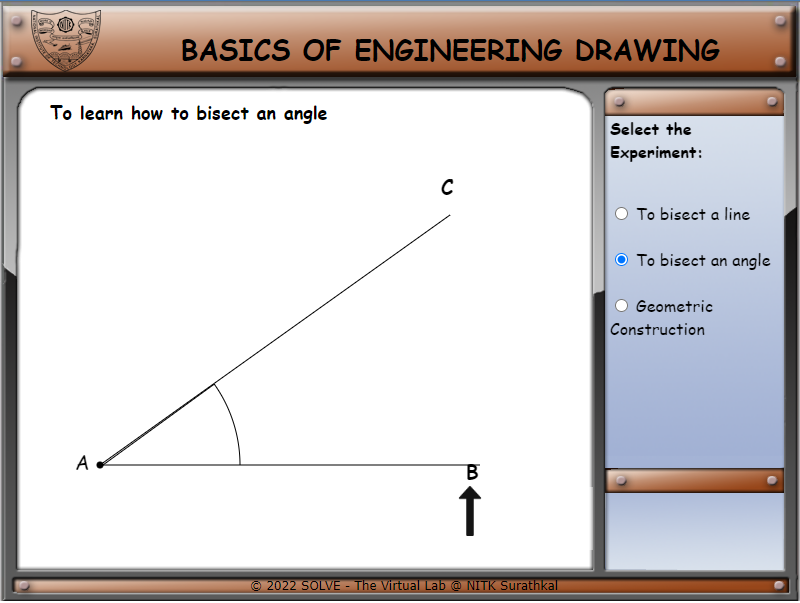 BASICS OF ENGINEERING DRAWING
To learn how to bisect an angle
C
A
B
Select the
Experiment:
To bisect a line
To bisect an angle
Geometric
Construction
© 2022 SOLVE - The Virtual Lab @ NITK Surathkal